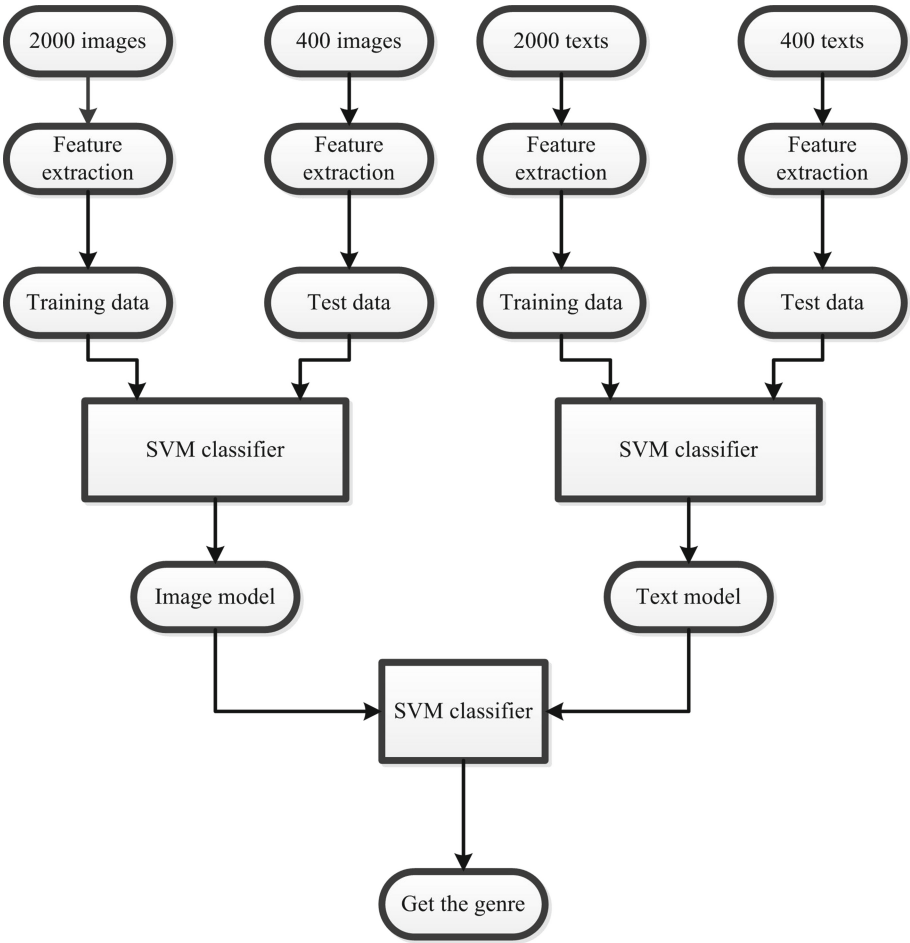 2000 images
400 images
2000 texts
400 texts
Feature
extraction
Feature
extraction
Feature
extraction
Feature
extraction
Training data
Test data
Training data
Test data
SVM classifier
SVM classifier
Image model
Text model
SVM classifier
Get the genre